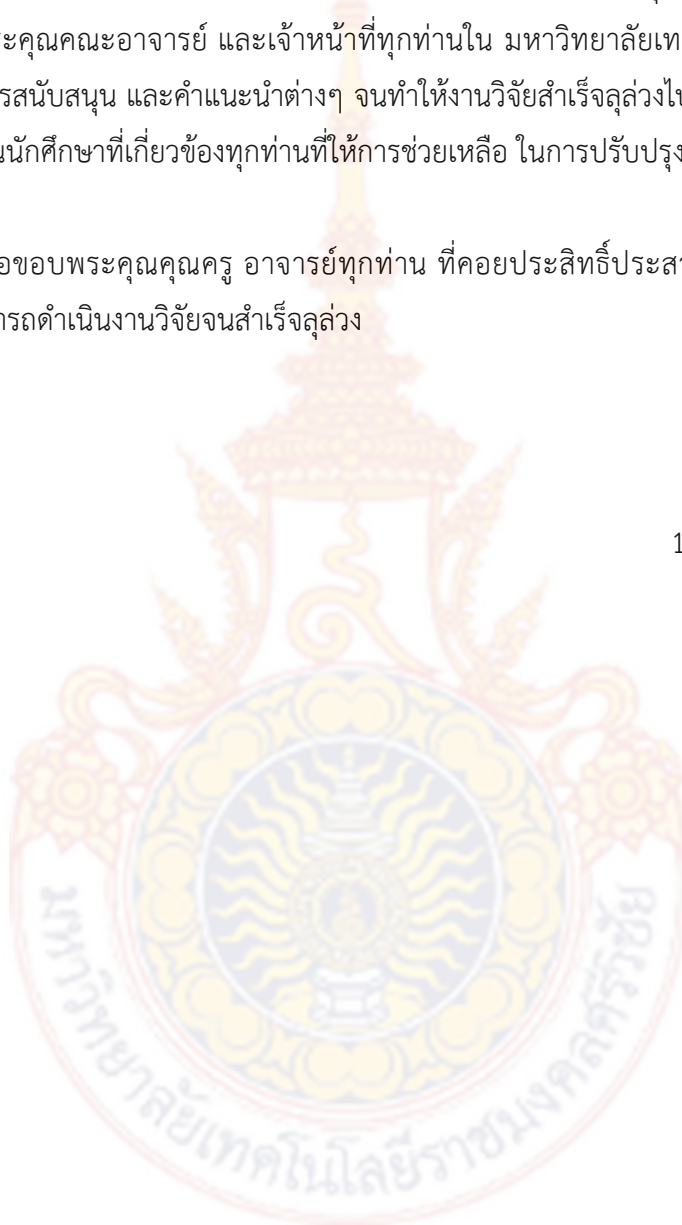 ะคุณคณะอาจารย์ และเจ้าหน้าที่ทุกท่านใน มหาวิทยาลัยเท
รสนับสนุน และคำแนะนำต่างๆ จนทำให้งานวิจัยสำเร็จลุล่วงไป
นักศึกษาที่เกี่ยวข้องทุกท่านที่ให้การช่วยเหลือ ในการปรับปรุง
อขอบพระคุณคุณครู อาจารย์ทุกท่าน ที่คอยประสิทธิ์ประสา
ารถดำเนินงานวิจัยจนสำเร็จลุล่วง
1
มหาวิทยาลัยเทคโนโลยีราชมงคลศรีวิชัย